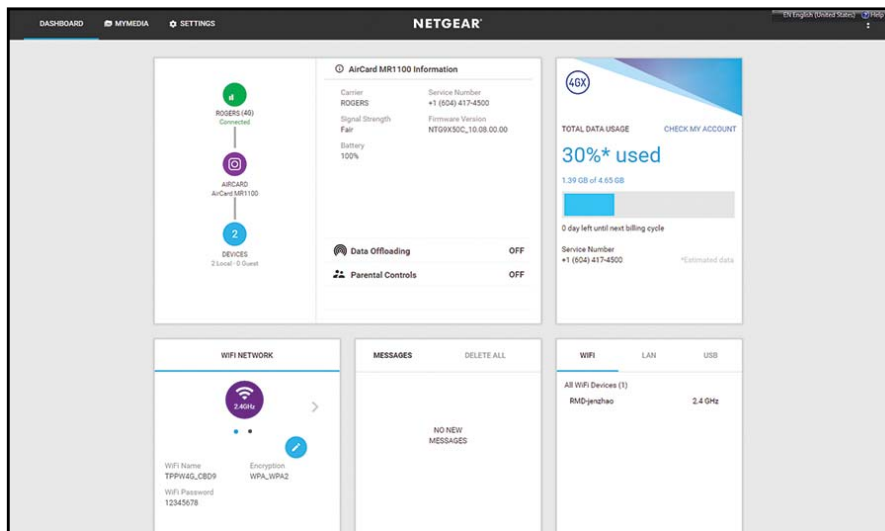 DASHBOARD MYMEDIA SETTINGS NETGEAR EN English (United States) Help
AirCard MR1100 Information
Carrier Service Number
ROGERS +1 (604) 417-4500
Signal Strength Firmware Version
Fair NTG9X50C_10.08.00.00
Battery
100%
ROGERS (4G)
Connected
AIRCARD
AirCard MR1100
2
DEVICES
2 Local - 0 Guest
Data Offloading OFF
Parental Controls OFF
4GX
TOTAL DATA USAGE CHECK MY ACCOUNT
30%* used
1.39 GB of 4.65 GB
0 day left until next billing cycle
Service Number
+1 (604) 417-4500 *Estimated data
WIFI NETWORK
2.4GHz
WiFi Name Encryption
TPPW4G_CBD9 WPA_WPA2
WiFi Password
12345678
MESSAGES DELETE ALL
NO NEW
MESSAGES
WIFI LAN USB
All WiFi Devices (1)
RMD-jenzhao 2.4 GHz